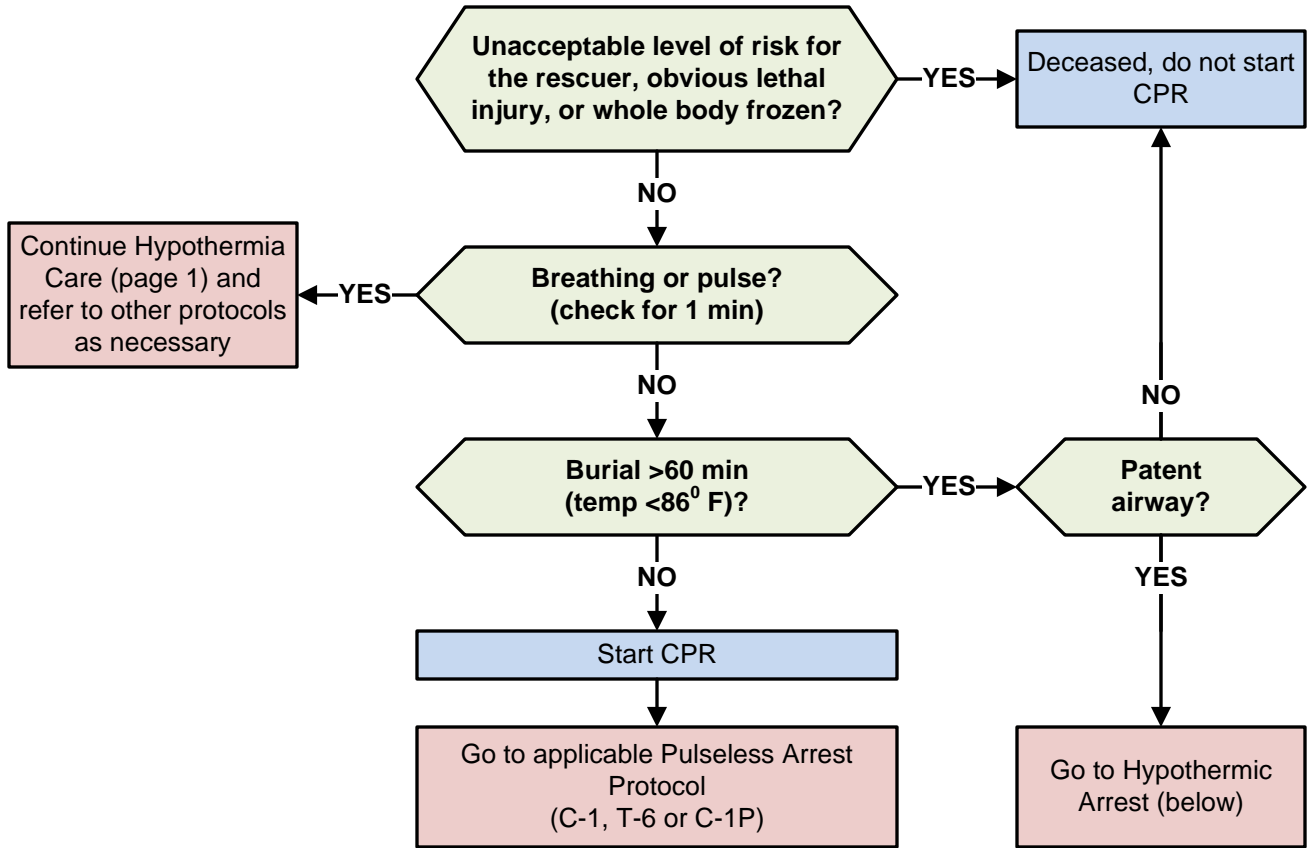 Unacceptable level of risk for
the rescuer, obvious lethal
injury, or whole body frozen?
YES
Deceased, do not start
CPR
NO
Continue Hypothermia
Care (page 1) and
refer to other protocols
as necessary
YES
Breathing or pulse?
(check for 1 min)
NO
NO
Burial >60 min
(temp <86⁰ F)?
YES
Patent
airway?
NO
YES
Start CPR
Go to applicable Pulseless Arrest
Protocol
(C-1, T-6 or C-1P)
Go to Hypothermic
Arrest (below)